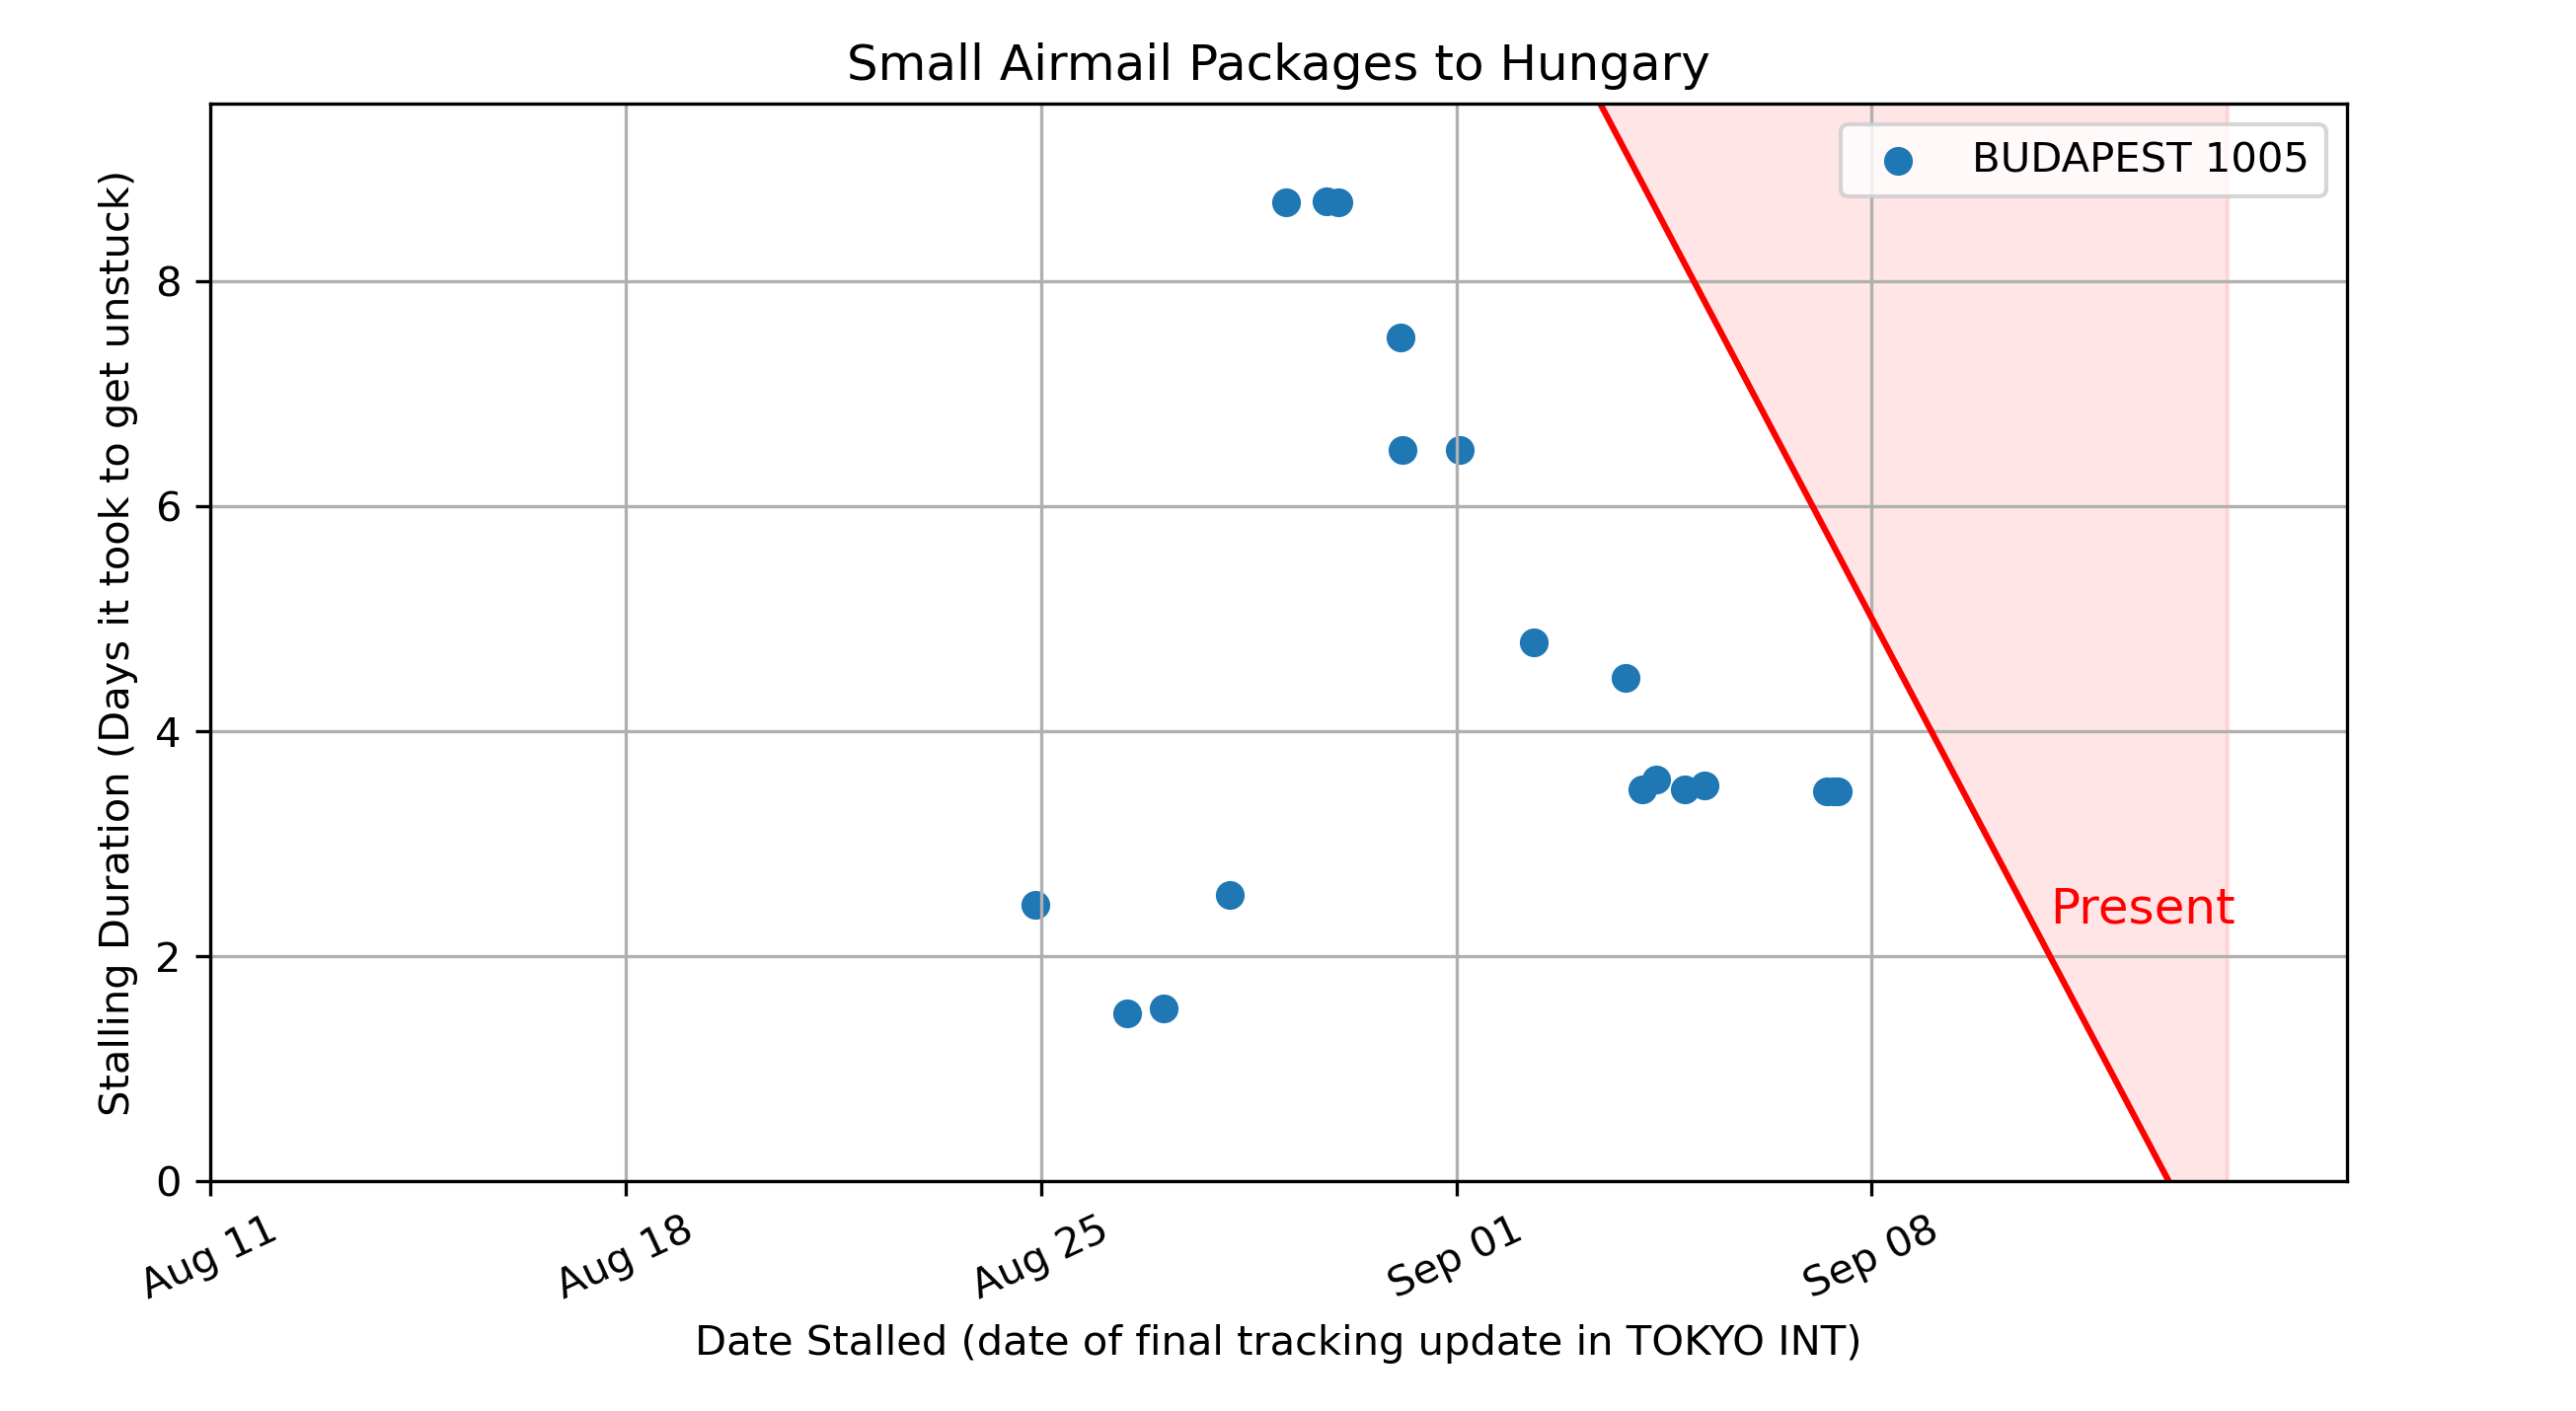 Small Airmail Packages to Hungary
BUDAPEST 1005
Stalling Duration (Days it took to get unstuck)
8
6
4
2
0
Present
Aug 11
Aug 18
Aug 25
Sep 01
Sep 08
Date Stalled (date of final tracking update in TOKYO INT)